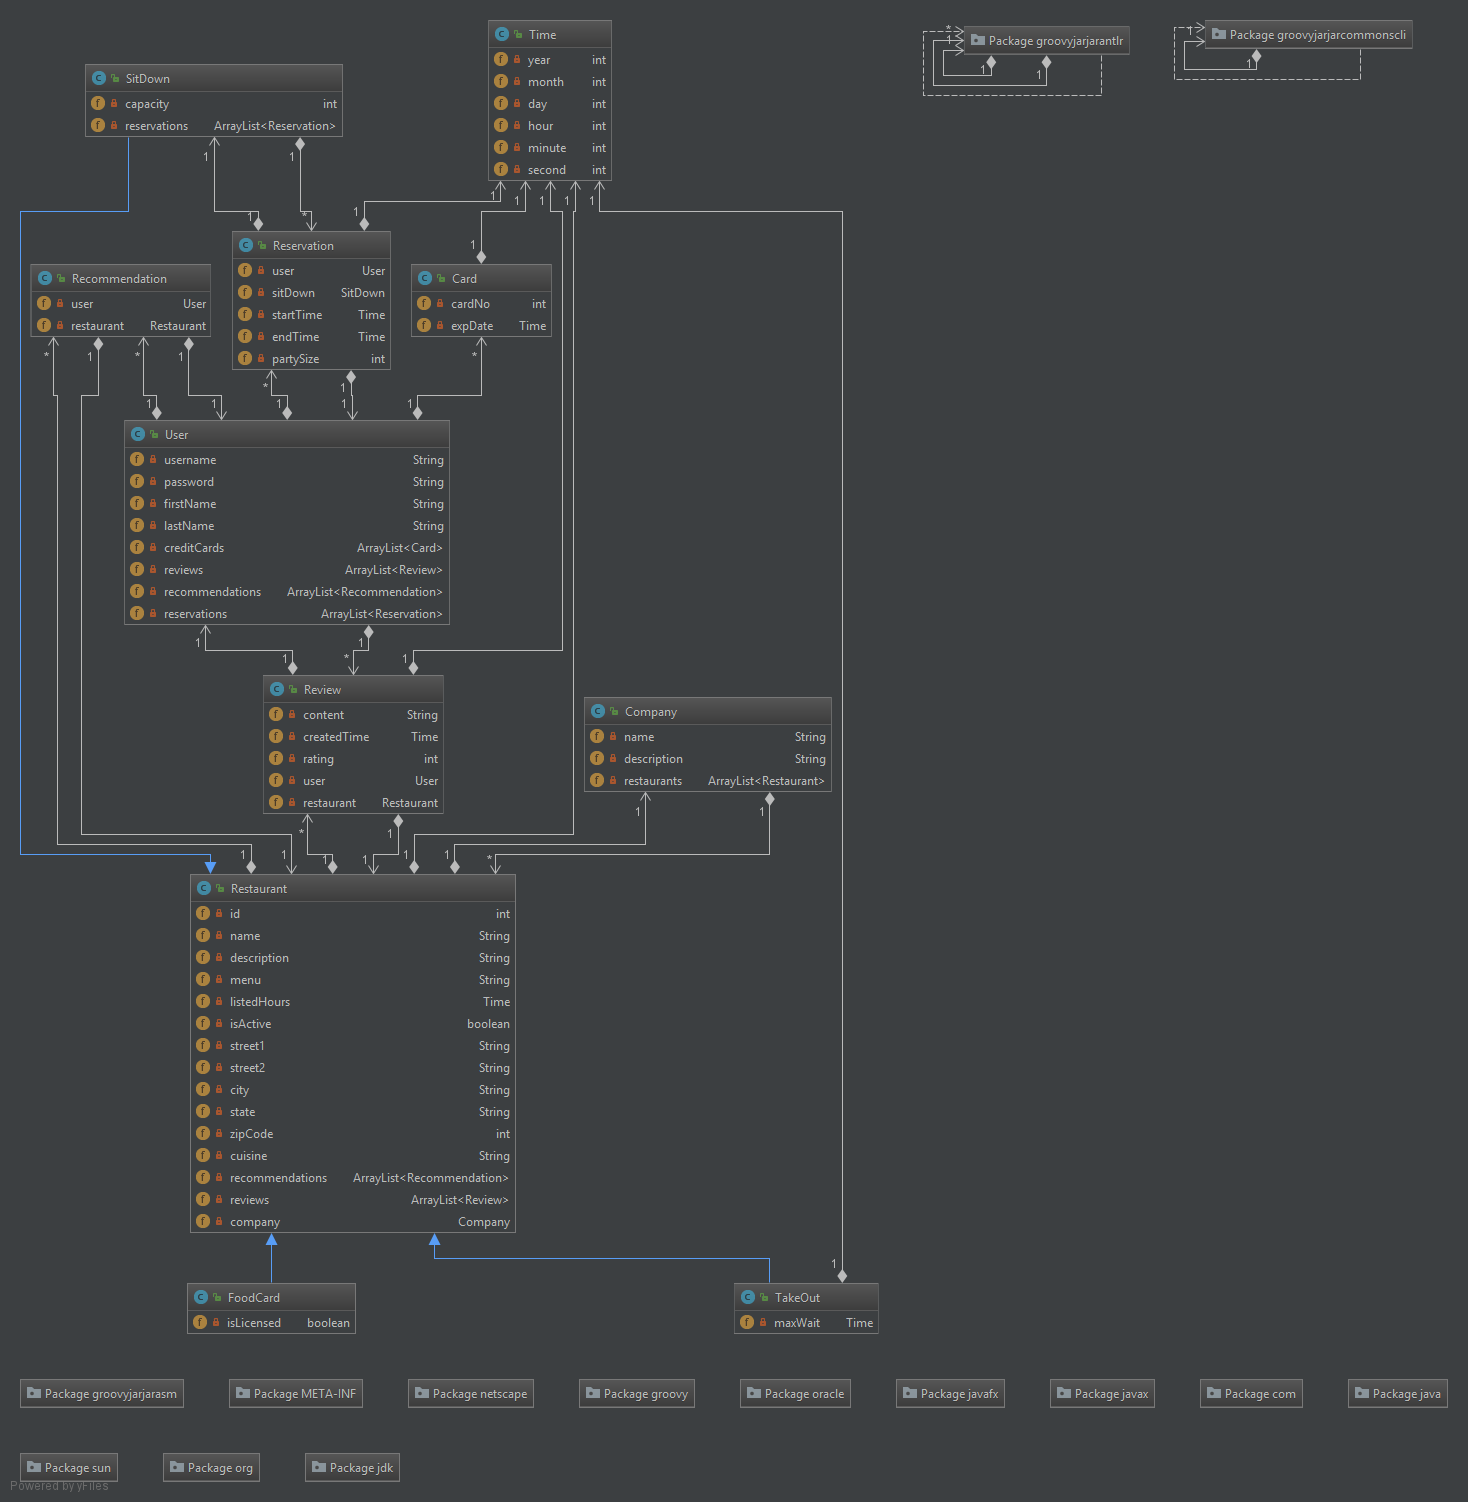 Time
year int
month int
day int
hour int
minute int
second int
Package groovyjarjarantlr
Package groovyjarjarcommonscli
SitDown
capacity int
reservations ArrayList<Reservation>
Reservation
user User
sitDown SitDown
startTime Time
endTime Time
partySize int
Recommendation
user User
restaurant Restaurant
Card
cardNo int
expDate Time
User
username String
password String
firstName String
lastName String
creditCards ArrayList<Card>
reviews ArrayList<Review>
recommendations ArrayList<Recommendation>
reservations ArrayList<Reservation>
Review
content String
createdTime Time
rating int
user User
restaurant Restaurant
Company
name String
description String
restaurants ArrayList<Restaurant>
Restaurant
id int
name String
description String
menu String
listedHours Time
isActive boolean
street1 String
street2 String
city String
state String
zipCode int
cuisine String
recommendations ArrayList<Recommendation>
reviews ArrayList<Review>
company Company
FoodCard
isLicensed boolean
TakeOut
maxWait Time
Package groovyjarjarasm
Package META-INF
Package netscape
Package groovy
Package oracle
Package javafx
Package javax
Package com
Package java
Package sun
Package org
Package jdk
Powered by yFiles